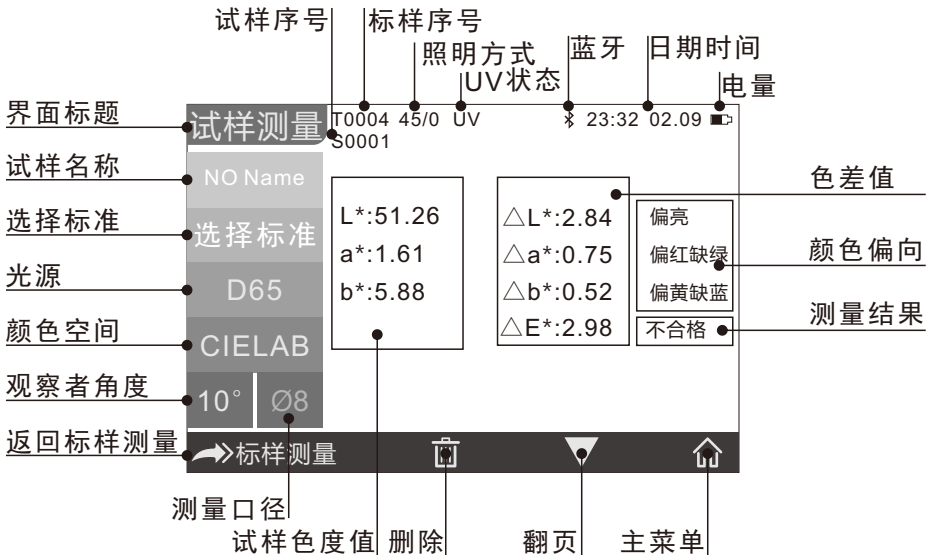 试样序号
标样序号
照明方式
蓝牙
日期时间
UV状态
电量
界面标题
试样测量
T0004 45/0 UV
23:32 02.09
S0001
试样名称
NO Name
色差值
选择标准
选择标准
L*:51.26
a*:1.61
b*:5.88
△L*:2.84
△a*:0.75
△b*:0.52
△E*:2.98
偏亮
偏红缺绿
偏黄缺蓝
不合格
颜色偏向
测量结果
光源
D65
颜色空间
CIELAB
观察者角度
10° Ø8
返回标样测量
标样测量
测量口径
试样色度值
删除
翻页
主菜单